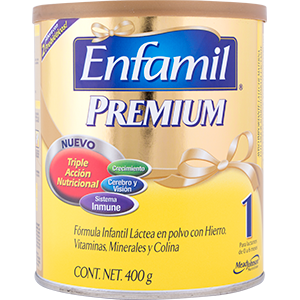 Enfamil®
PREMIUM
NUEVO
Triple
Acción
Nutricional
Crecimiento
Cerebro y
Visión
Sistema
Inmune
1
Fórmula Infantil Láctea en polvo con Hierro,
Vitaminas, Minerales y Colina
CONT. NET. 400 g
MeadJohnson